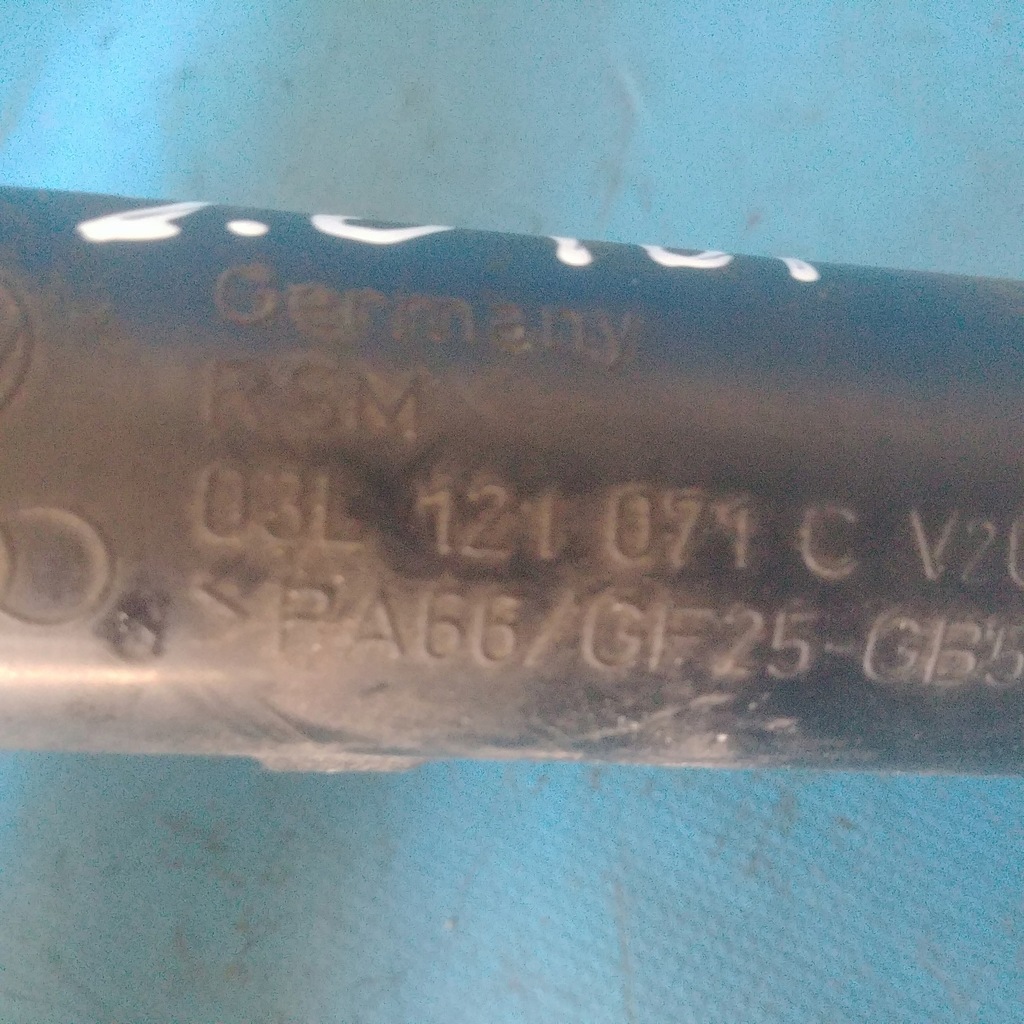 Germany
RSM
03L 121 071 C V20
>PA66/GF25-GB5